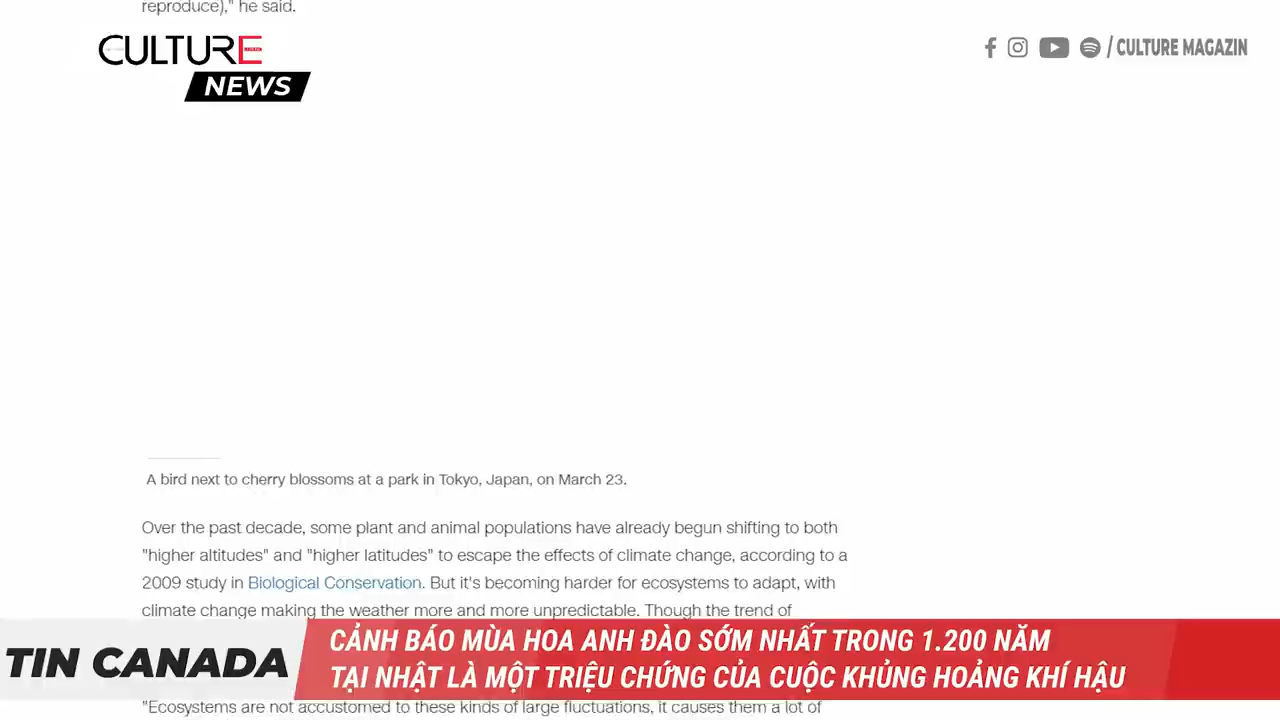 reproduce)," he said.
CULTURE
NEWS
/ CULTURE MAGAZIN
A bird next to cherry blossoms at a park in Tokyo, Japan, on March 23.
Over the past decade, some plant and animal populations have already begun shifting to both
"higher altitudes" and "higher latitudes" to escape the effects of climate change, according to a
2009 study in Biological Conservation. But it's becoming harder for ecosystems to adapt, with
climate change making the weather more and more unpredictable. Though the trend of
TIN CANADA
CẢNH BÁO MÙA HOA ANH ĐÀO SỚM NHẤT TRONG 1.200 NĂM
TẠI NHẬT LÀ MỘT TRIỆU CHỨNG CỦA CUỘC KHỦNG HOẢNG KHÍ HẬU
"Ecosystems are not accustomed to these kinds of large fluctuations, it causes them a lot of